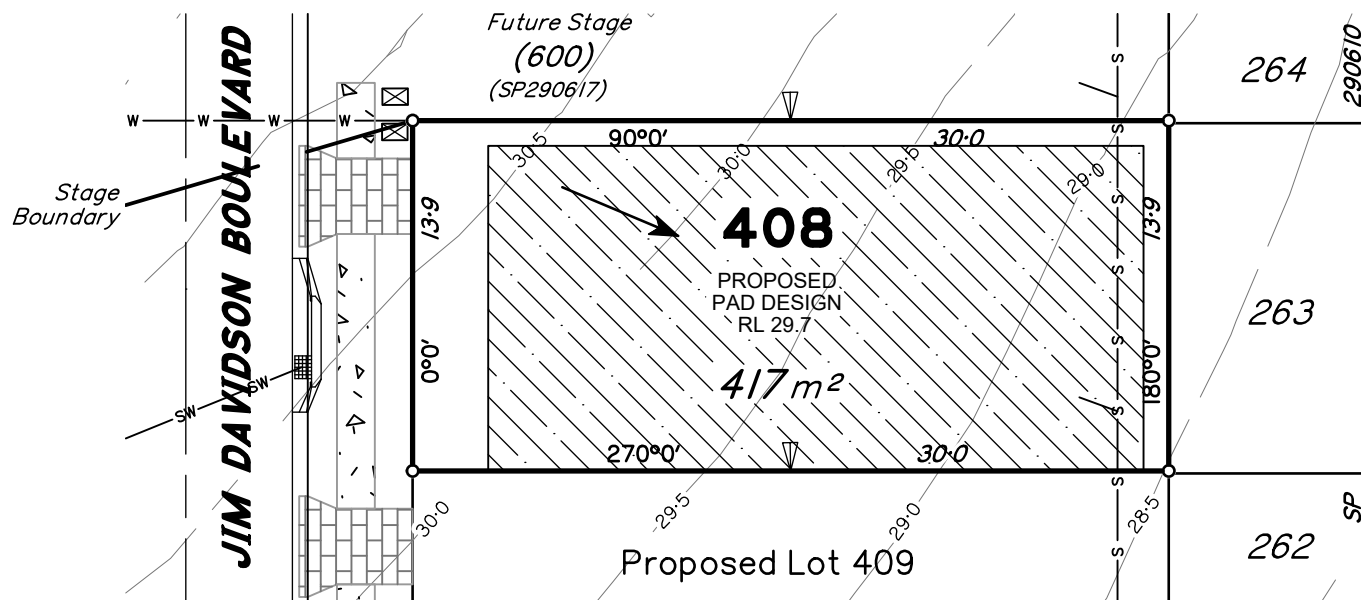 Future Stage
(600)
(SP290617)
264
290610
W W W W
Stage
Boundary
JIM DAVIDSON BOULEVARD
90°0′
30·0
30·5
30·0
29·5
29·0
13·9
408
13·9
PROPOSED
PAD DESIGN
RL 29.7
263
0°0′
417m²
180°0′
SW
SW
270°0′
30·0
S
S
S
S
S
S
S
30·0
29·5
29·0
28·5
SP
Proposed Lot 409
262